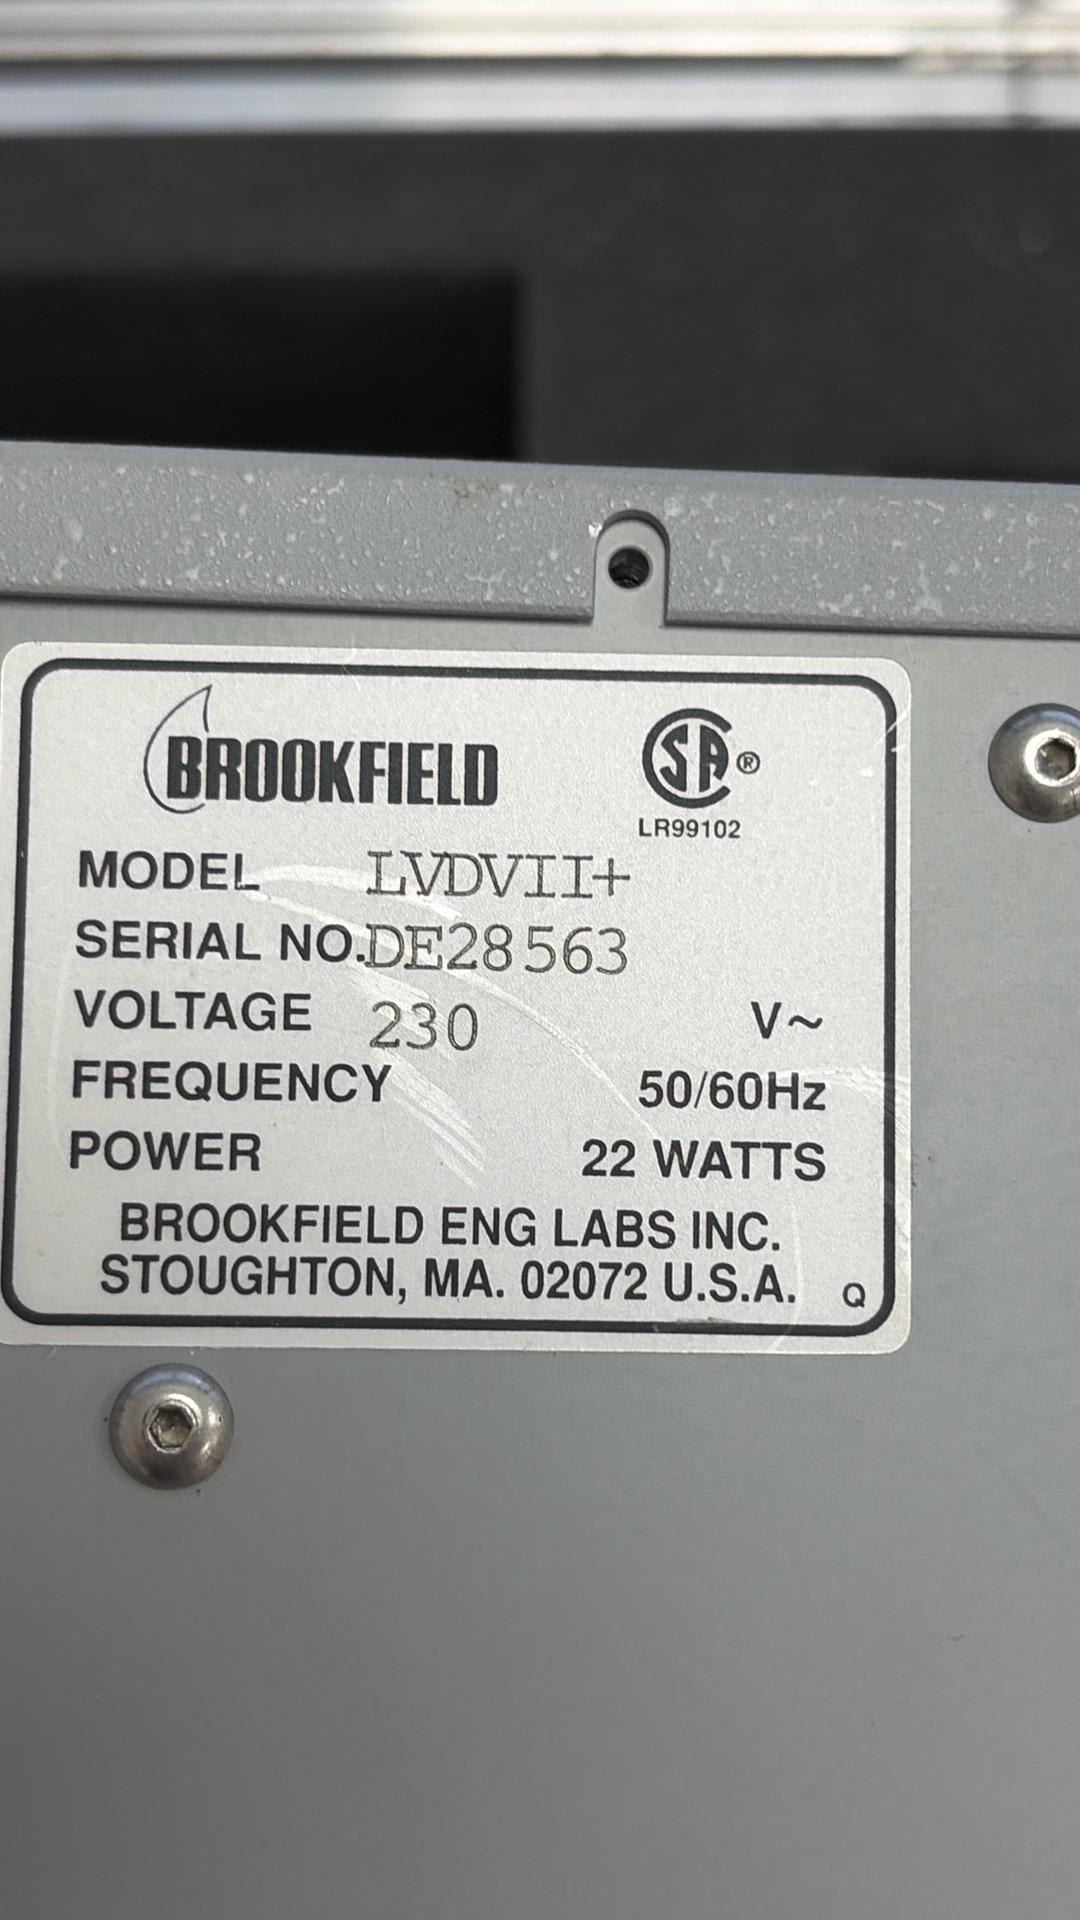 BROOKFIELD
SA®
LR99102
MODEL LVDVII+
SERIAL NO.DE28563
VOLTAGE 230 V~
FREQUENCY 50/60Hz
POWER 22 WATTS
BROOKFIELD ENG LABS INC.
STOUGHTON, MA. 02072 U.S.A. Q